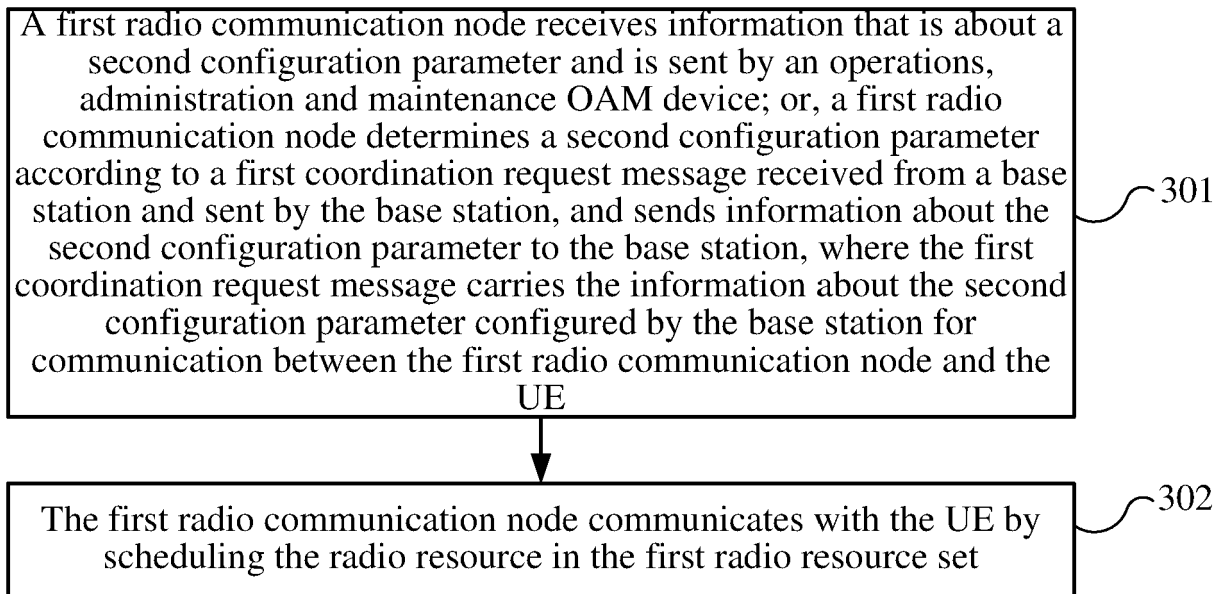 A first radio communication node receives information that is about a
second configuration parameter and is sent by an operations,
administration and maintenance OAM device; or, a first radio
communication node determines a second configuration parameter
according to a first coordination request message received from a base
station and sent by the base station, and sends information about the
second configuration parameter to the base station, where the first
coordination request message carries the information about the second
configuration parameter configured by the base station for
communication between the first radio communication node and the
UE
301
The first radio communication node communicates with the UE by
scheduling the radio resource in the first radio resource set
302